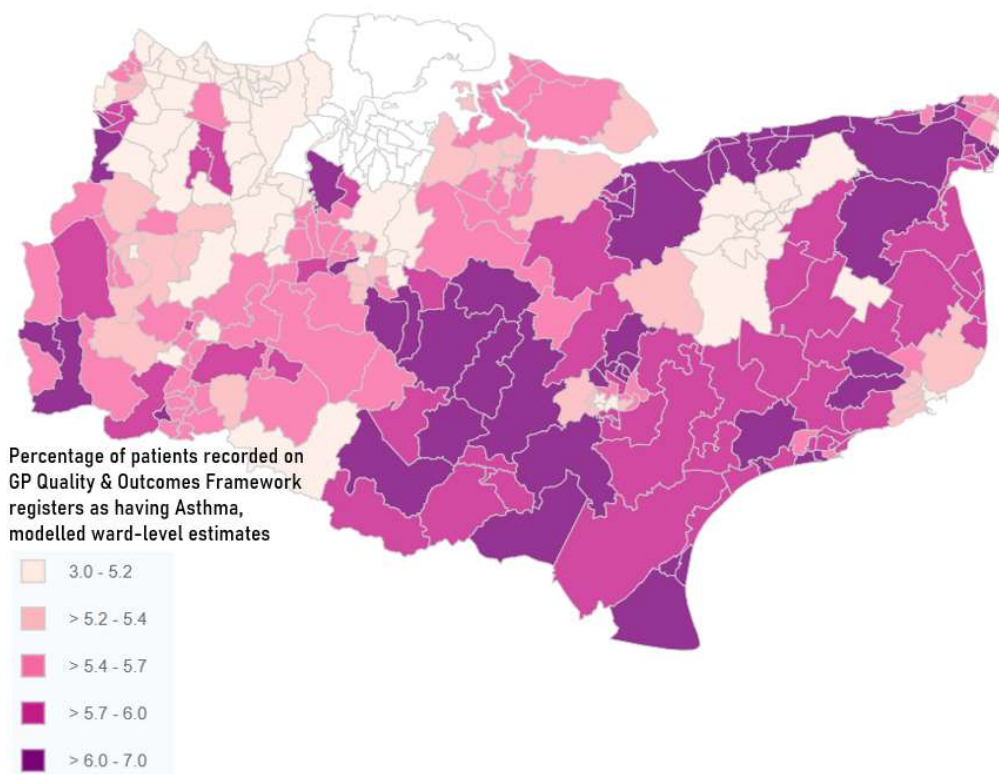 Percentage of patients recorded on
GP Quality & Outcomes Framework
registers as having Asthma,
modelled ward-level estimates
3.0 - 5.2
> 5.2 - 5.4
> 5.4 - 5.7
> 5.7 - 6.0
> 6.0 - 7.0